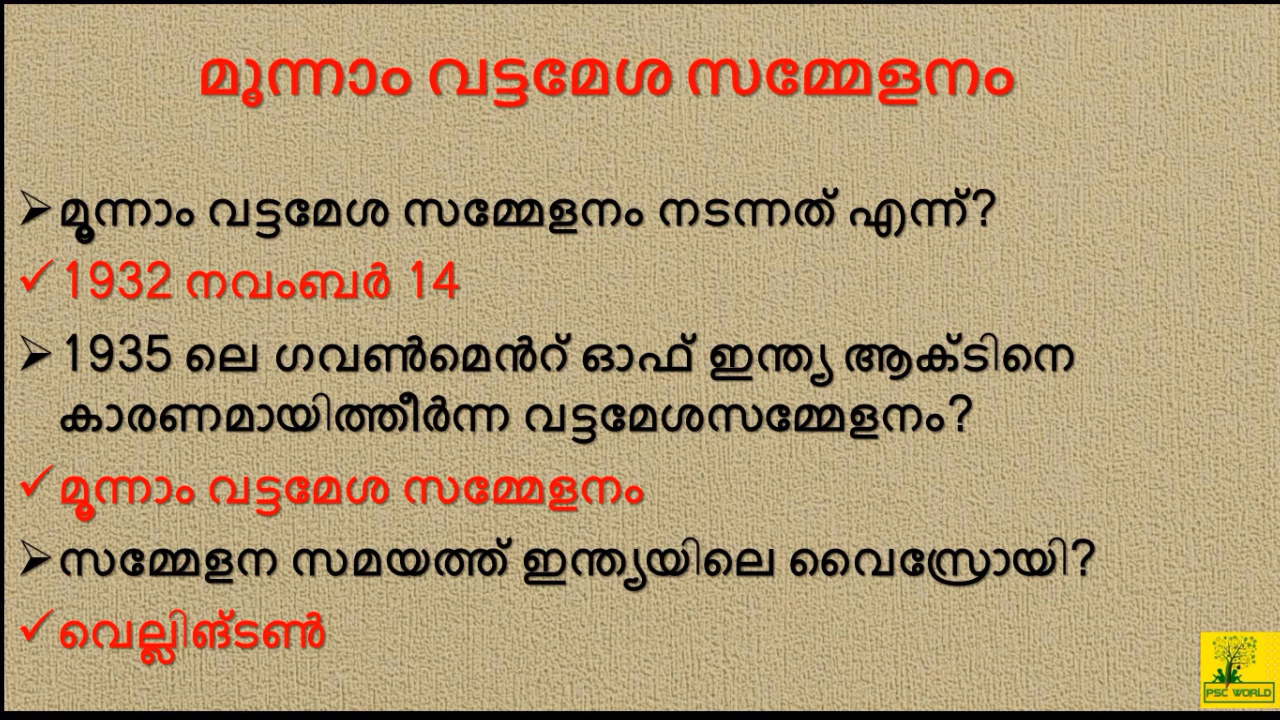 മൂന്നാം വട്ടമേശ സമ്മേളനം
➢മൂന്നാം വട്ടമേശ സമ്മേളനം നടന്നത് എന്ന്?
✓1932 നവംബർ 14
➢1935 ലെ ഗവൺമെൻറ് ഓഫ് ഇന്ത്യ ആക്ടിനെ
കാരണമായിത്തീർന്ന വട്ടമേശസമ്മേളനം?
✓മൂന്നാം വട്ടമേശ സമ്മേളനം
➢സമ്മേളന സമയത്ത് ഇന്ത്യയിലെ വൈസ്രോയി?
✓വെല്ലിങ്ടൺ
PSC WORLD